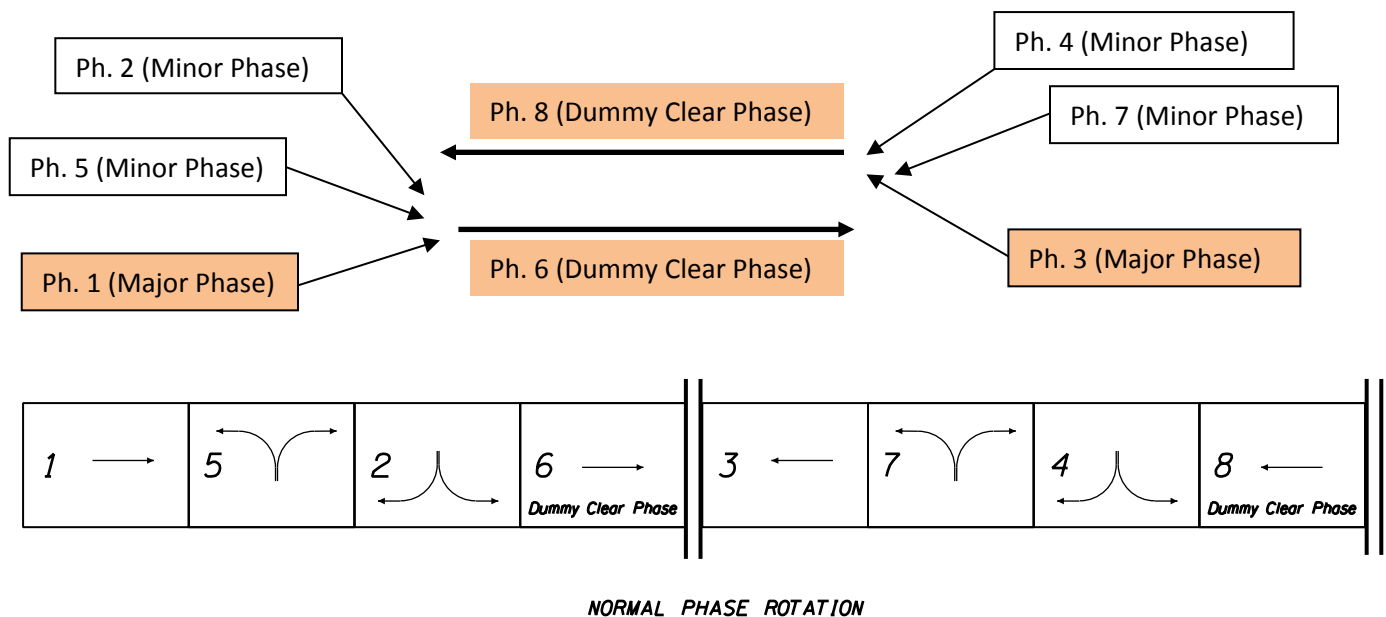 Ph. 4 (Minor Phase)
Ph. 2 (Minor Phase)
Ph. 8 (Dummy Clear Phase)
Ph. 7 (Minor Phase)
Ph. 5 (Minor Phase)
Ph. 1 (Major Phase)
Ph. 6 (Dummy Clear Phase)
Ph. 3 (Major Phase)
1 5 2 6 3 7 4 8
Dummy Clear Phase Dummy Clear Phase
NORMAL PHASE ROTATION